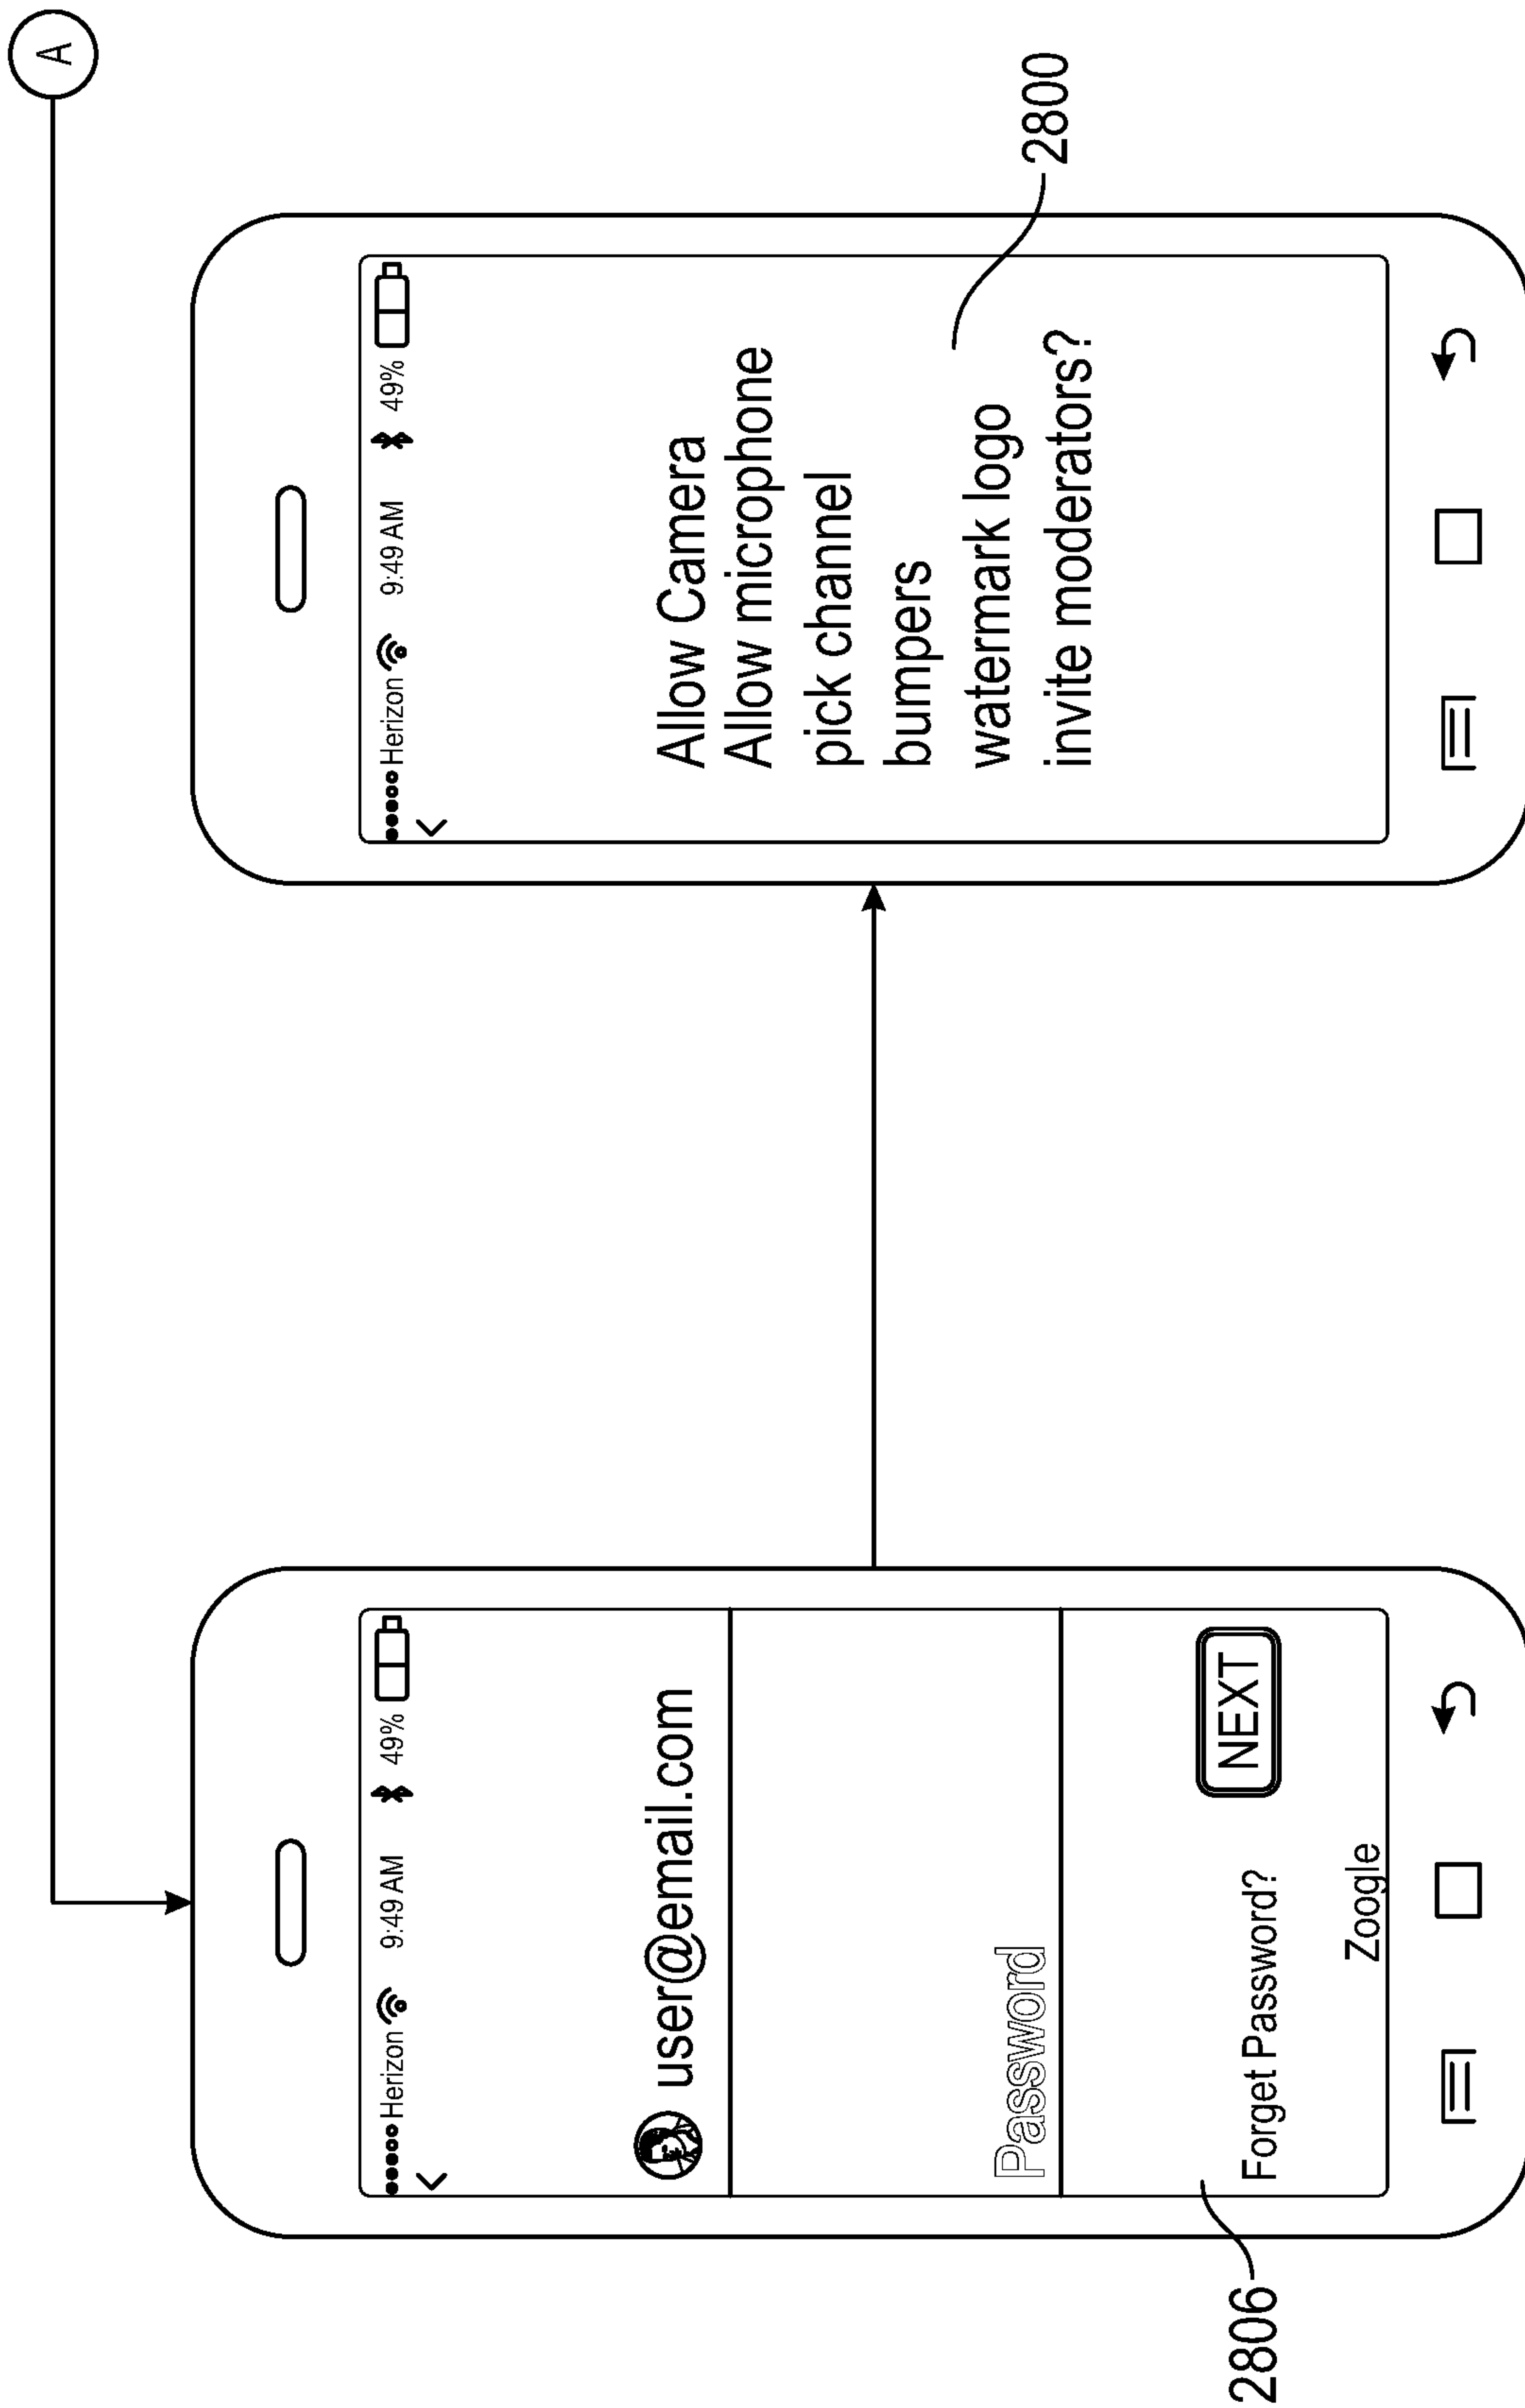 A
Herizon 9:49 AM 49%
user@email.com
Password
Forget Password?
NEXT
Zoogle
2806
Herizon 9:49 AM 49%
Allow Camera
Allow microphone
pick channel
bumpers
watermark logo
invite moderators?
2800